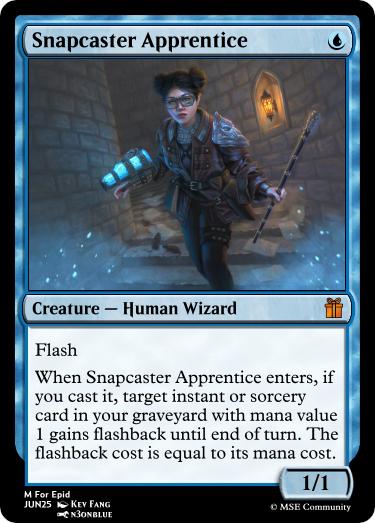 Snapcaster Apprentice
Creature — Human Wizard
Flash
When Snapcaster Apprentice enters, if
you cast it, target instant or sorcery
card in your graveyard with mana value
1 gains flashback until end of turn. The
flashback cost is equal to its mana cost.
1/1
M For Epid
JUN25 Key Fang
n3onblue
© MSE Community